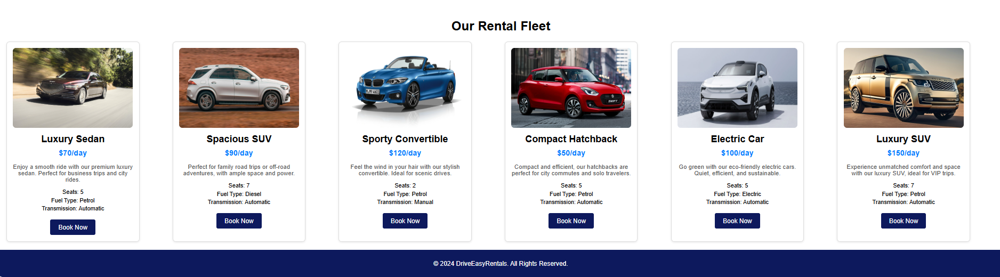 Our Rental Fleet
Luxury Sedan
$70/day
Enjoy a smooth ride with our premium luxury
sedan. Perfect for business trips and city
rides.
Seats: 5
Fuel Type: Petrol
Transmission: Automatic
Book Now
Spacious SUV
$90/day
Perfect for family road trips or off-road
adventures, with ample space and power.
Seats: 7
Fuel Type: Diesel
Transmission: Automatic
Book Now
Sporty Convertible
$120/day
Feel the wind in your hair with our stylish
convertible. Ideal for scenic drives.
Seats: 2
Fuel Type: Petrol
Transmission: Manual
Book Now
SWIFT
Compact Hatchback
$50/day
Compact and efficient, our hatchbacks are
perfect for city commutes and solo travelers.
Seats: 5
Fuel Type: Petrol
Transmission: Automatic
Book Now
Electric Car
$100/day
Go green with our eco-friendly electric cars.
Quiet, efficient, and sustainable.
Seats: 5
Fuel Type: Electric
Transmission: Automatic
Book Now
Luxury SUV
$150/day
Experience unmatched comfort and space
with our luxury SUV, ideal for VIP trips.
Seats: 7
Fuel Type: Petrol
Transmission: Automatic
Book Now
© 2024 DriveEasyRentals. All Rights Reserved.